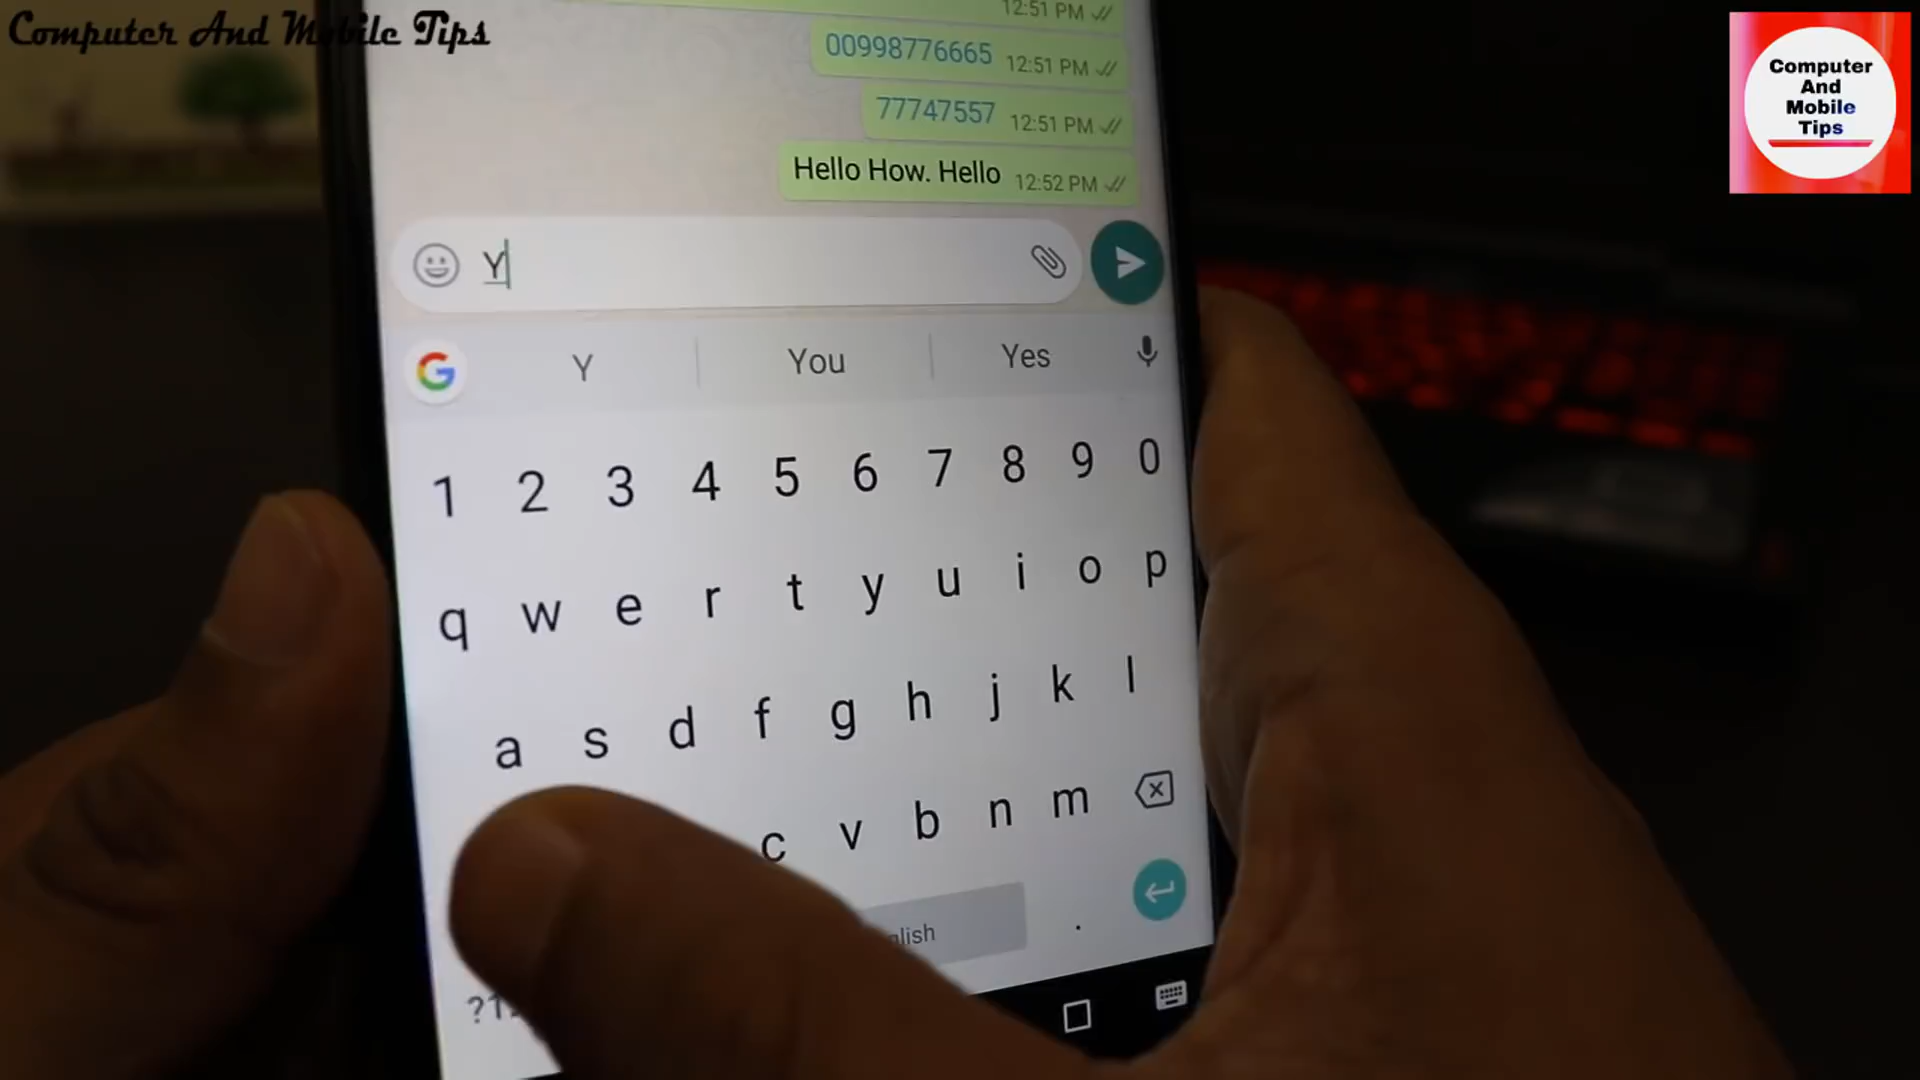 Computer And Mobile Tips
Computer
And
Mobile
Tips
12:51 PM
00998776665 12:51 PM
77747557 12:51 PM
Hello How. Hello 12:52 PM
Y
G Y You Yes
1 2 3 4 5 6 7 8 9 0
q w e r t y u i o p
a s d f g h j k l
c v b n m
.